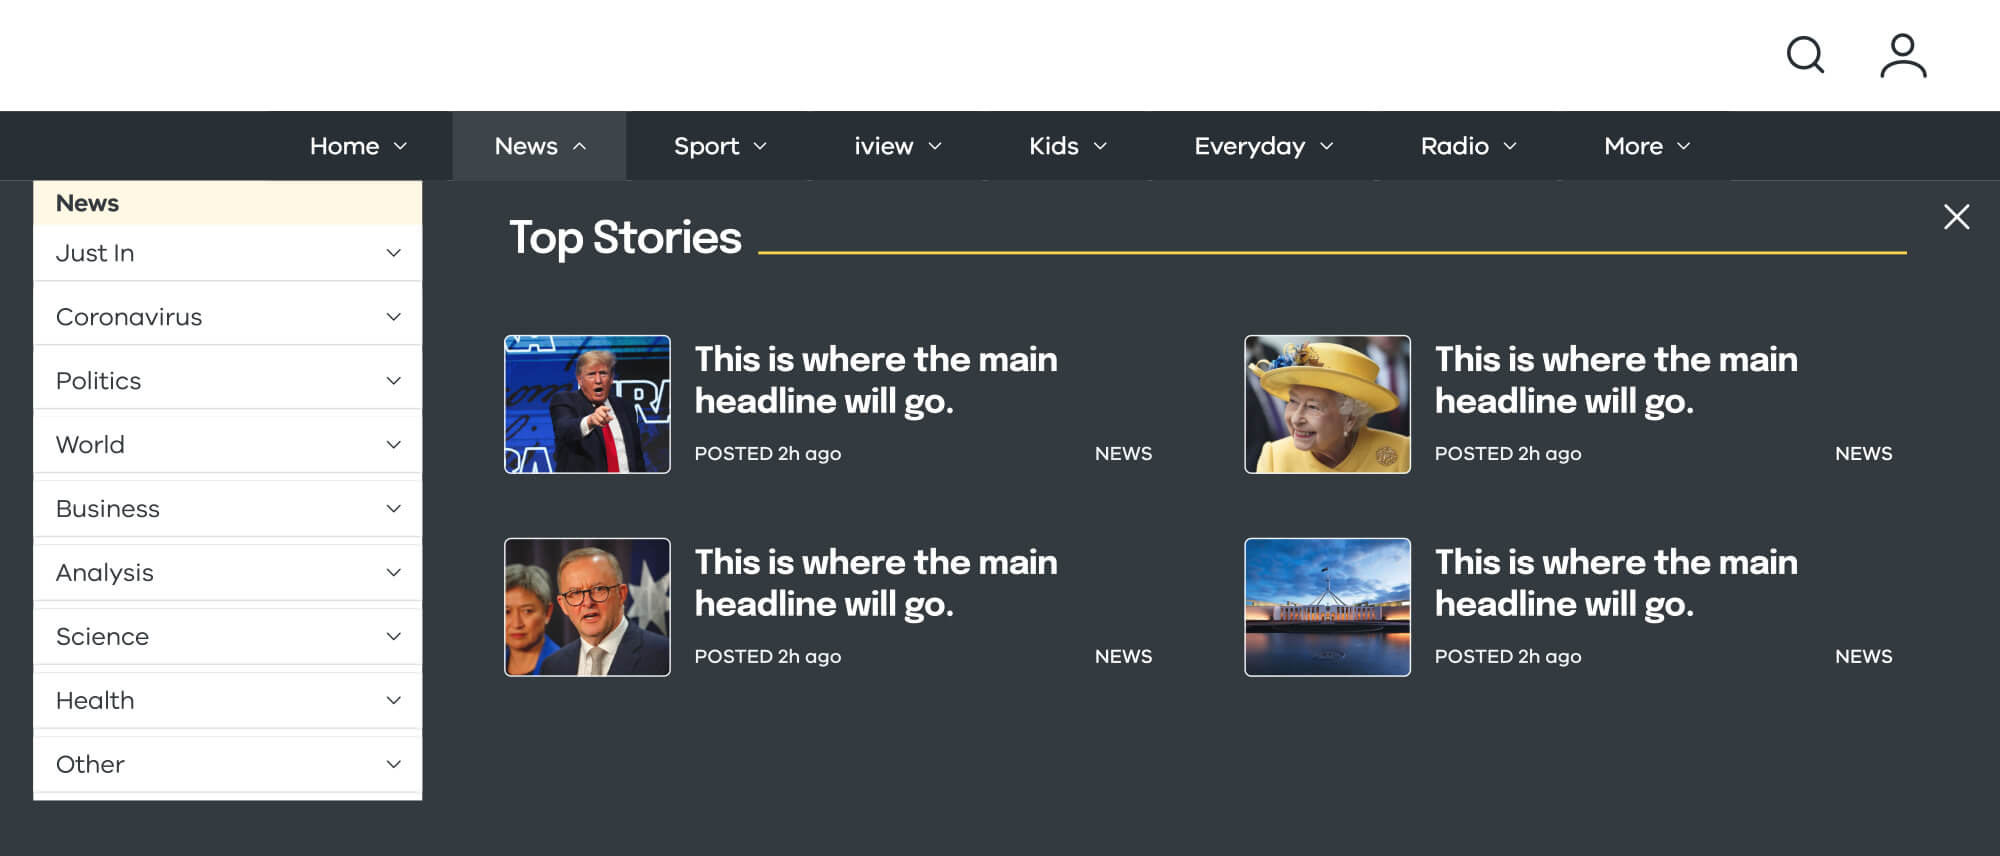 Home
News
Sport
iview
Kids
Everyday
Radio
More
News
Just In
Coronavirus
Politics
World
Business
Analysis
Science
Health
Other
Top Stories
This is where the main
headline will go.
POSTED 2h ago
NEWS
This is where the main
headline will go.
POSTED 2h ago
NEWS
This is where the main
headline will go.
POSTED 2h ago
NEWS
This is where the main
headline will go.
POSTED 2h ago
NEWS